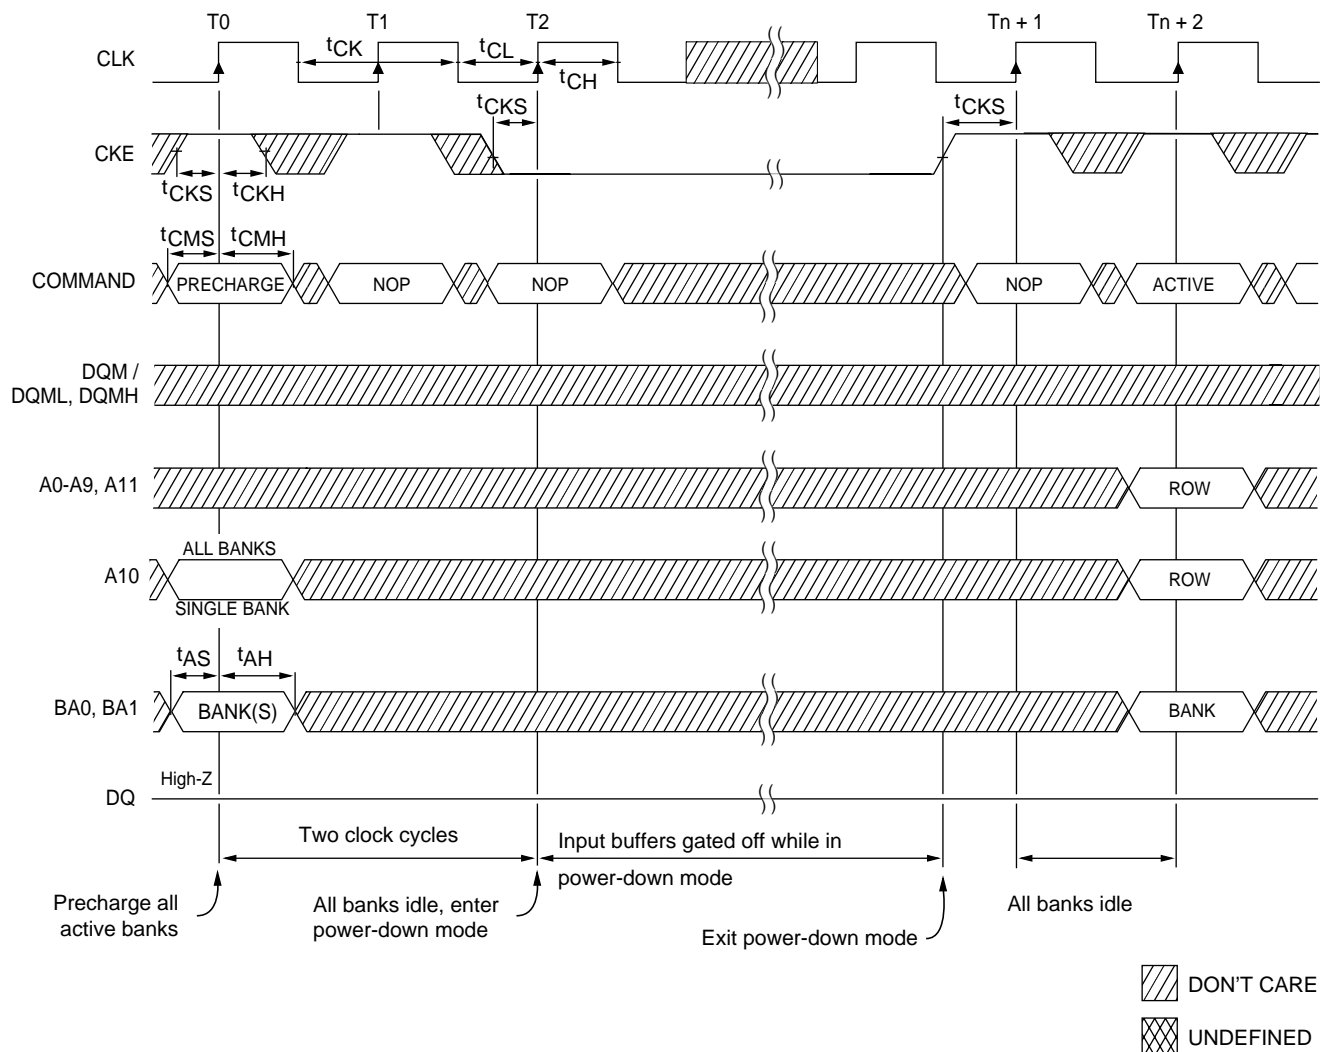 T0 T1 T2 Tn + 1 Tn + 2
CLK
tCK tCL
tCH
tCKS tCKS
CKE
tCKS tCKH
tCMS tCMH
COMMAND PRECHARGE NOP NOP NOP ACTIVE
DQM /
DQML, DQMH
A0-A9, A11 ROW
ALL BANKS
A10 ROW
SINGLE BANK
tAS tAH
BA0, BA1 BANK(S) BANK
High-Z
DQ
Two clock cycles
Input buffers gated off while in
power-down mode
Precharge all
active banks
All banks idle, enter
power-down mode
Exit power-down mode
All banks idle
DON'T CARE
UNDEFINED